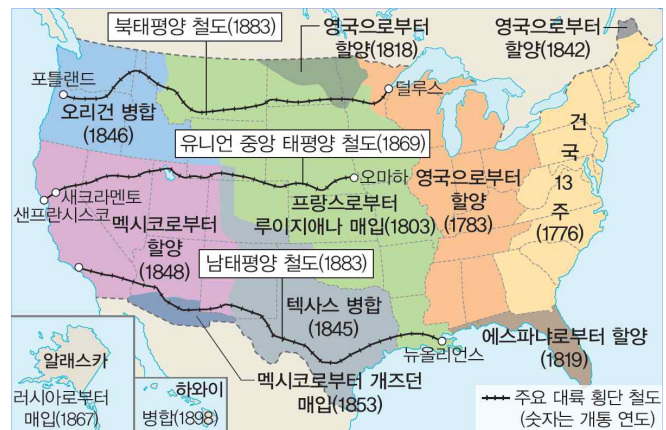 북태평양 철도(1883)
영국으로부터
할양(1818)
영국으로부터
할양(1842)
포틀랜드
덜루스
오리건 병합
(1846)
건
국
13
주
(1776)
유니언 중앙 태평양 철도(1869)
오마하
새크라멘토
샌프란시스코
영국으로부터
할양
(1783)
프랑스로부터
루이지애나 매입(1803)
멕시코로부터
할양
(1848)
남태평양 철도(1883)
텍사스 병합
(1845)
에스파냐로부터 할양
(1819)
뉴올리언스
알래스카
러시아로부터
매입(1867)
하와이
병합(1898)
멕시코로부터 개즈던
매입(1853)
주요 대륙 횡단 철도
(숫자는 개통 연도)